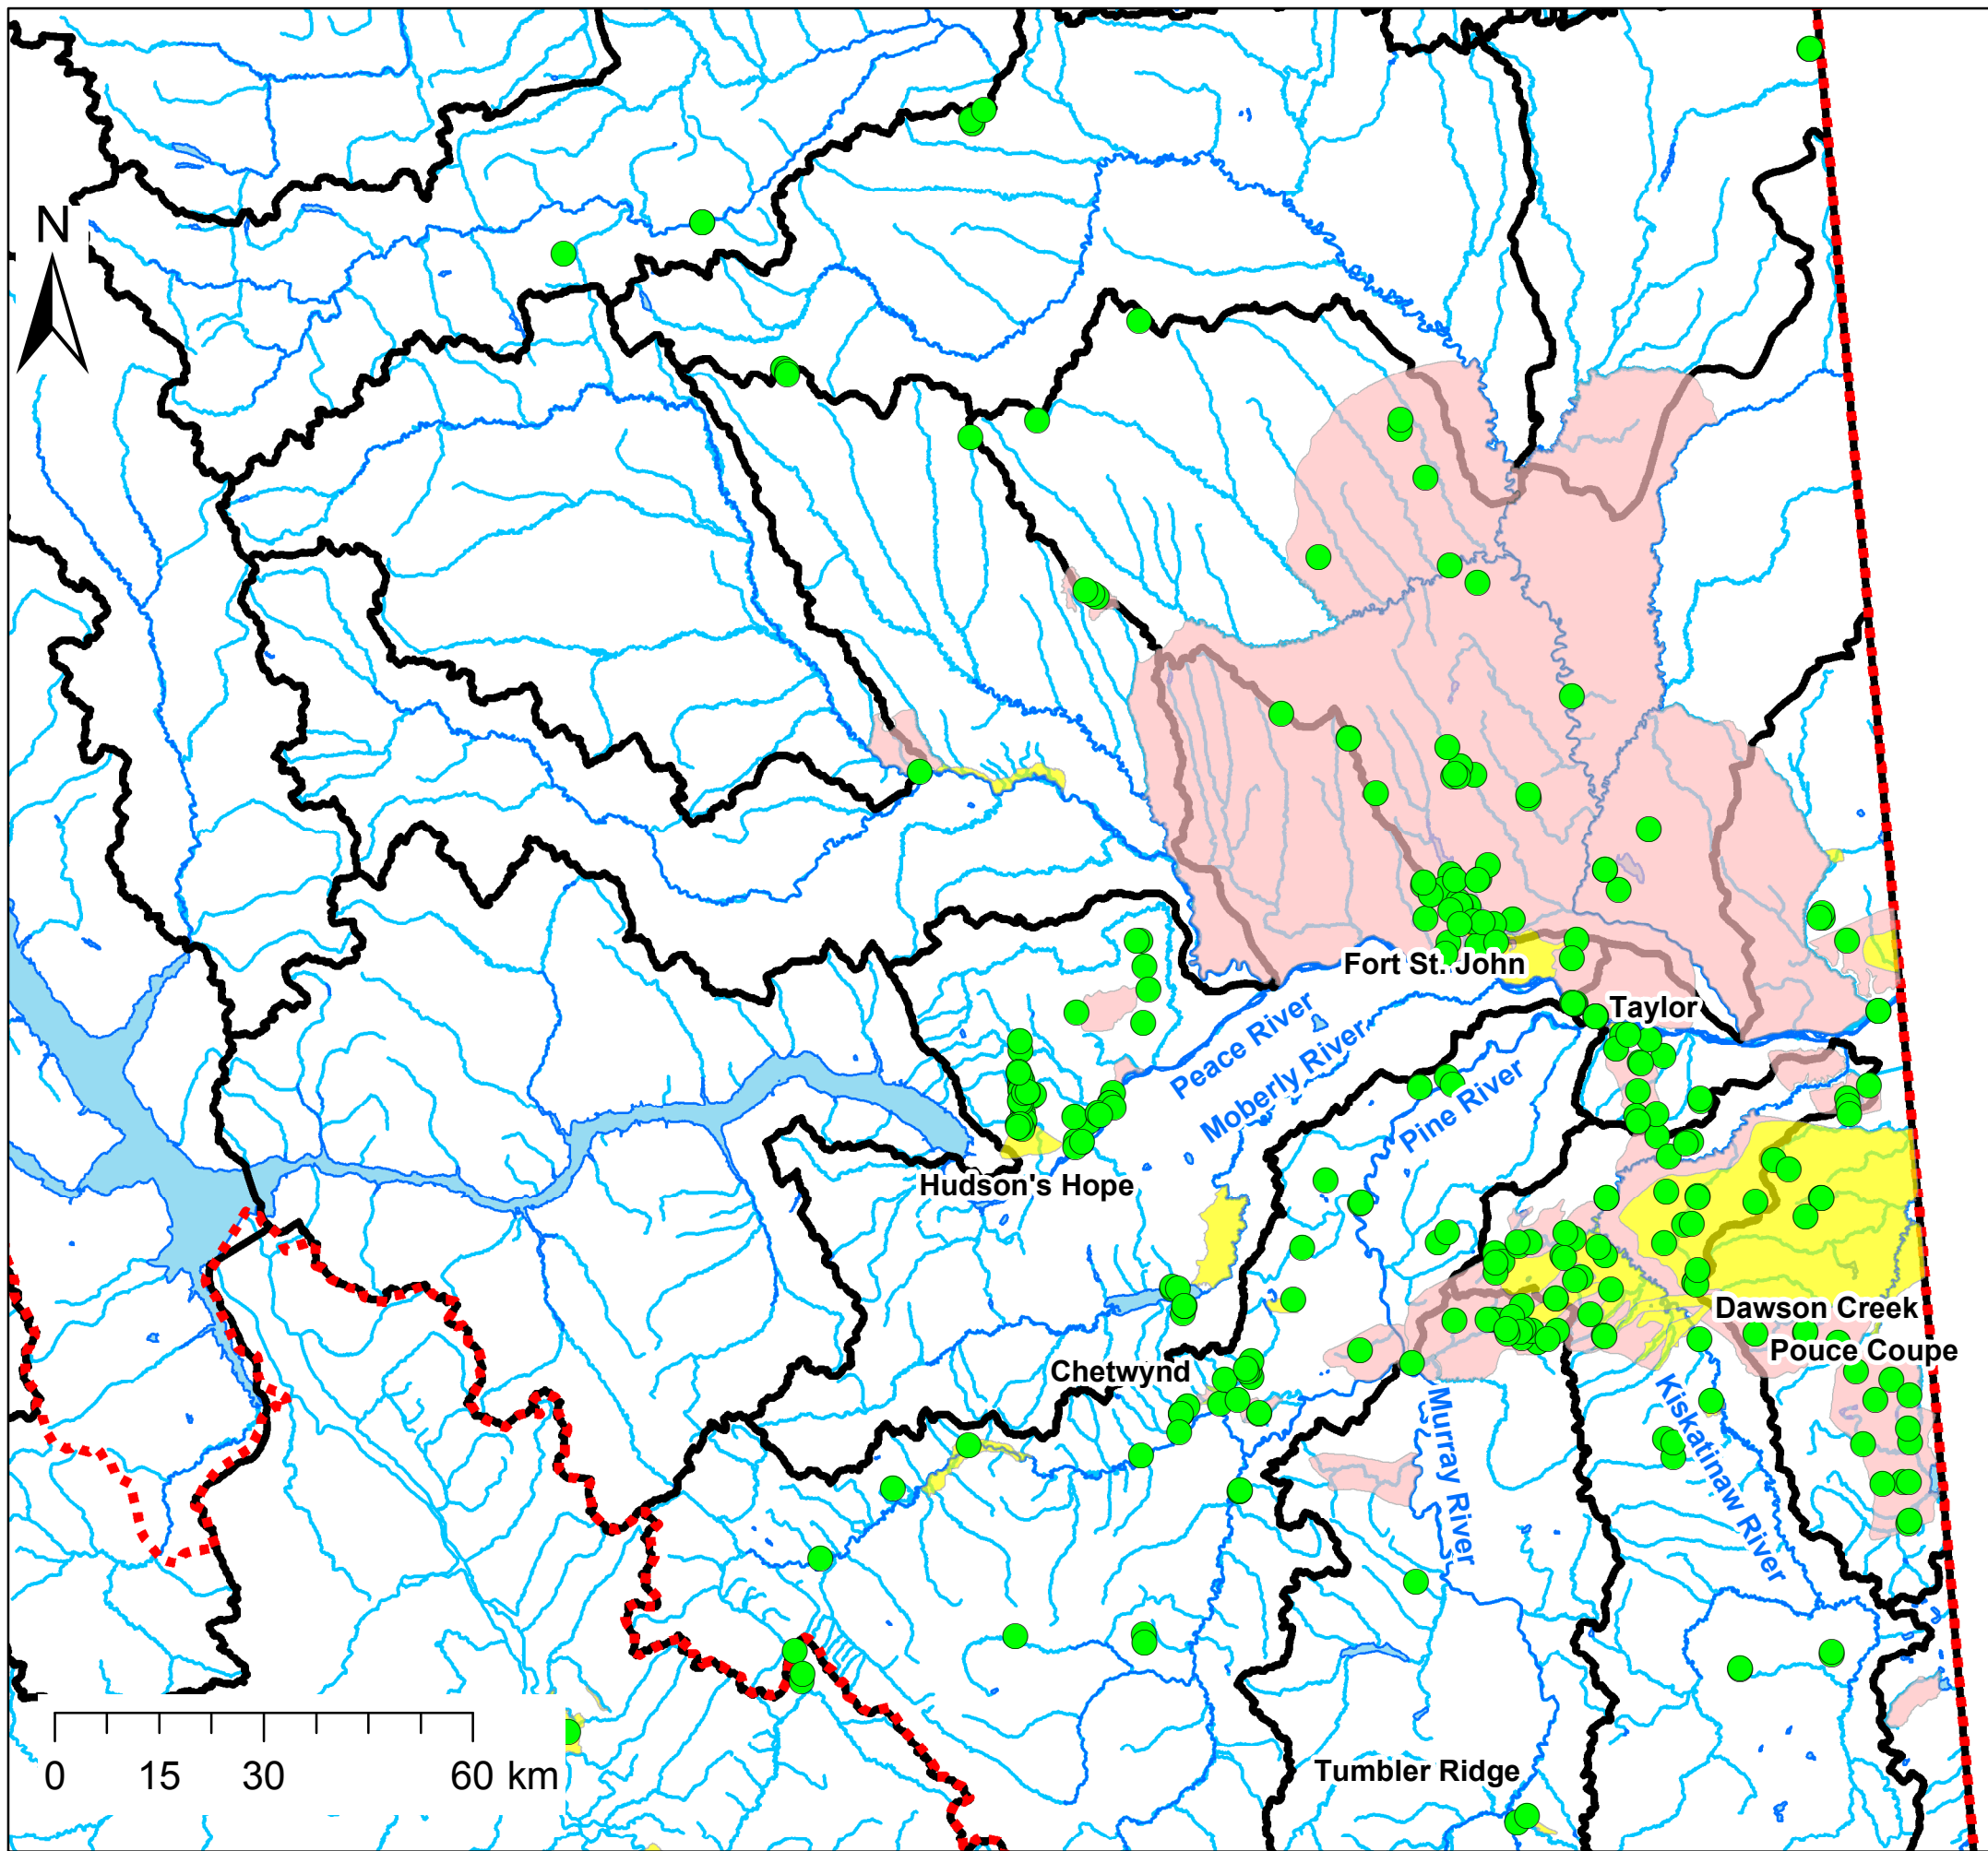 N
Fort St. John
Taylor
Peace River
Moberly River
Pine River
Hudson's Hope
Dawson Creek
Pouce Coupe
Chetwynd
Murray River
Kiskatinaw River
Tumbler Ridge
0 15 30 60 km